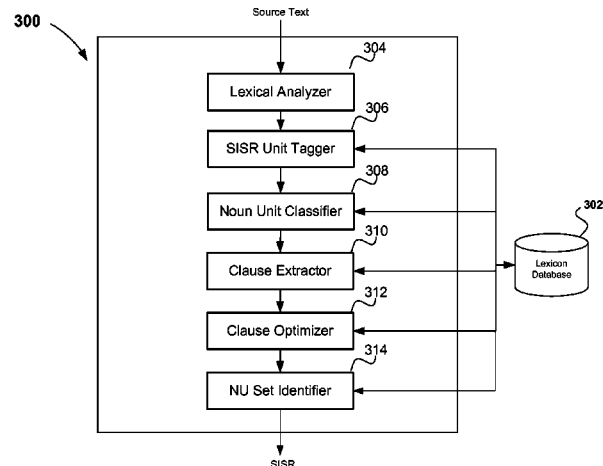 Source Text
300
304
Lexical Analyzer
306
SISR Unit Tagger
308
Noun Unit Classifier
302
310
Lexicon
Database
Clause Extractor
312
Clause Optimizer
314
NU Set Identifier
SISR